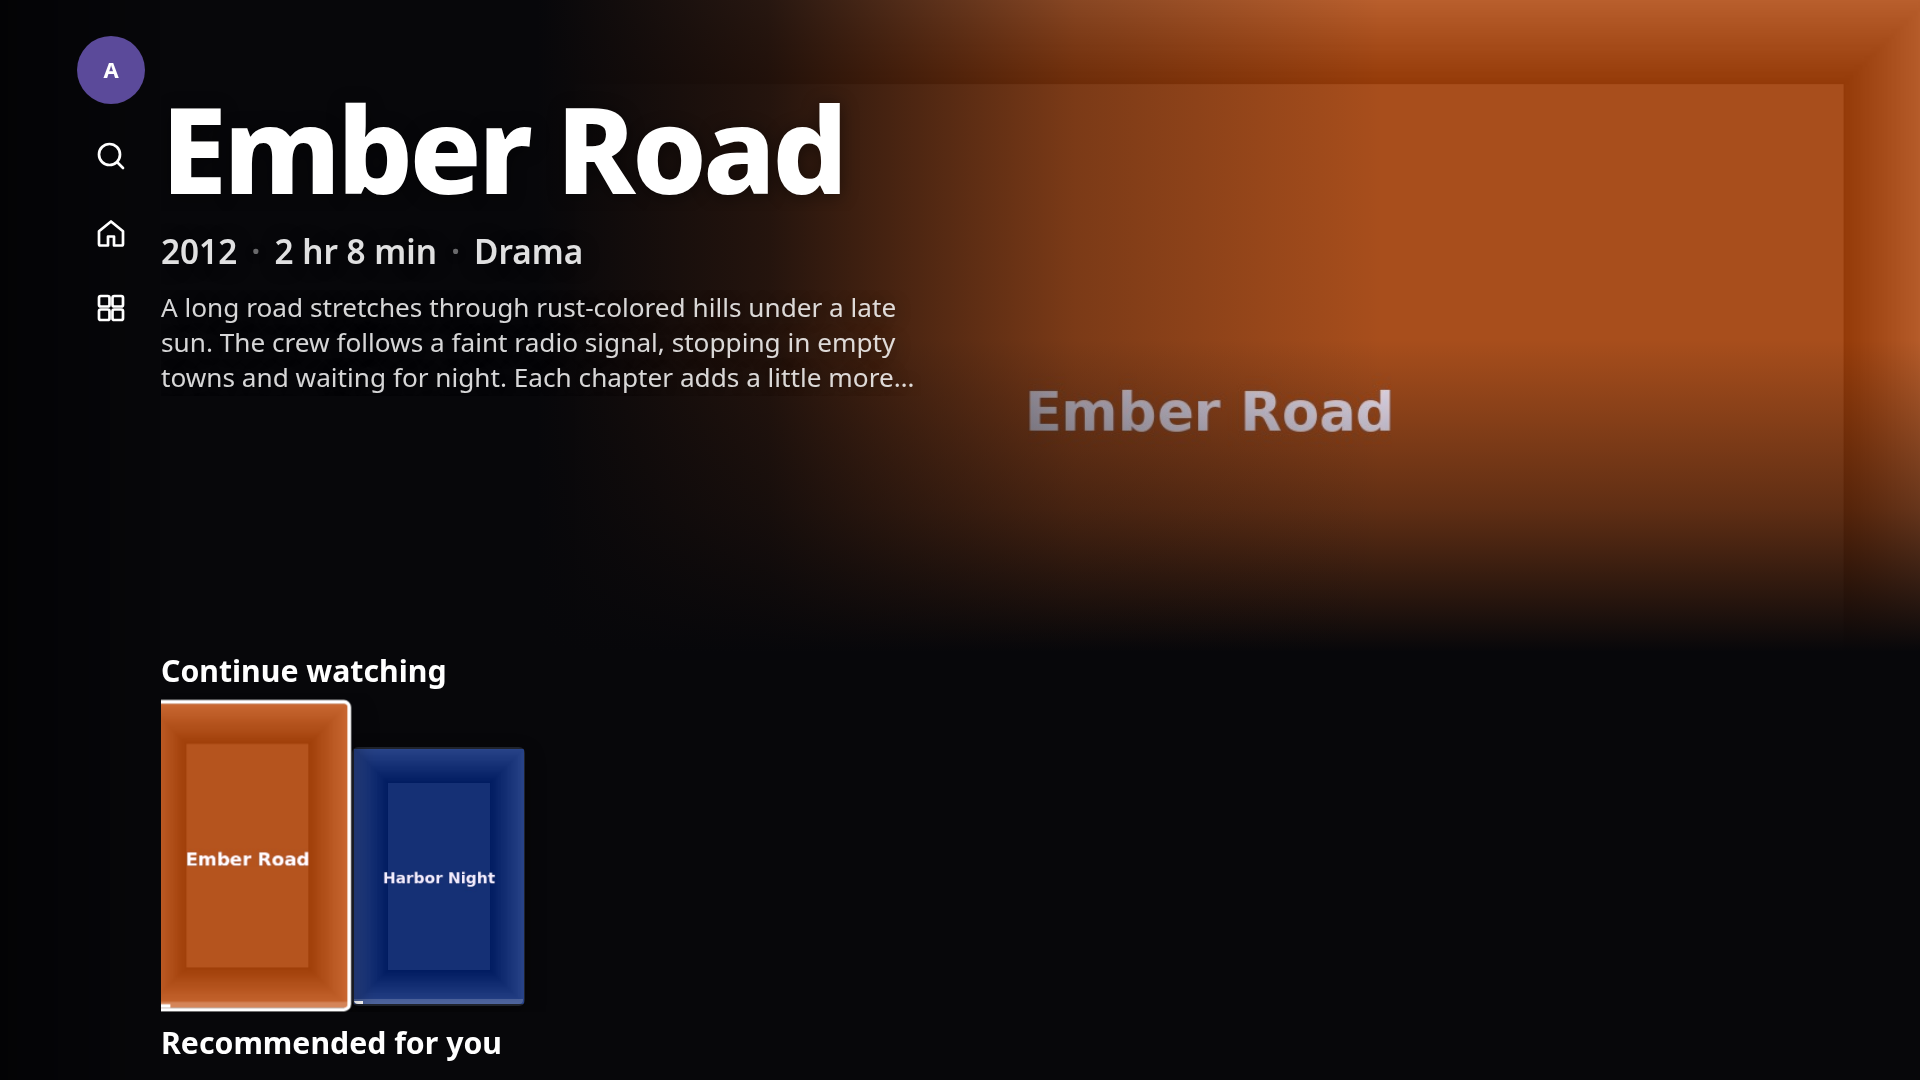 A
Ember Road
2012 · 2 hr 8 min · Drama
A long road stretches through rust-colored hills under a late
sun. The crew follows a faint radio signal, stopping in empty
towns and waiting for night. Each chapter adds a little more...
Ember Road
Continue watching
Ember Road
Harbor Night
Recommended for you